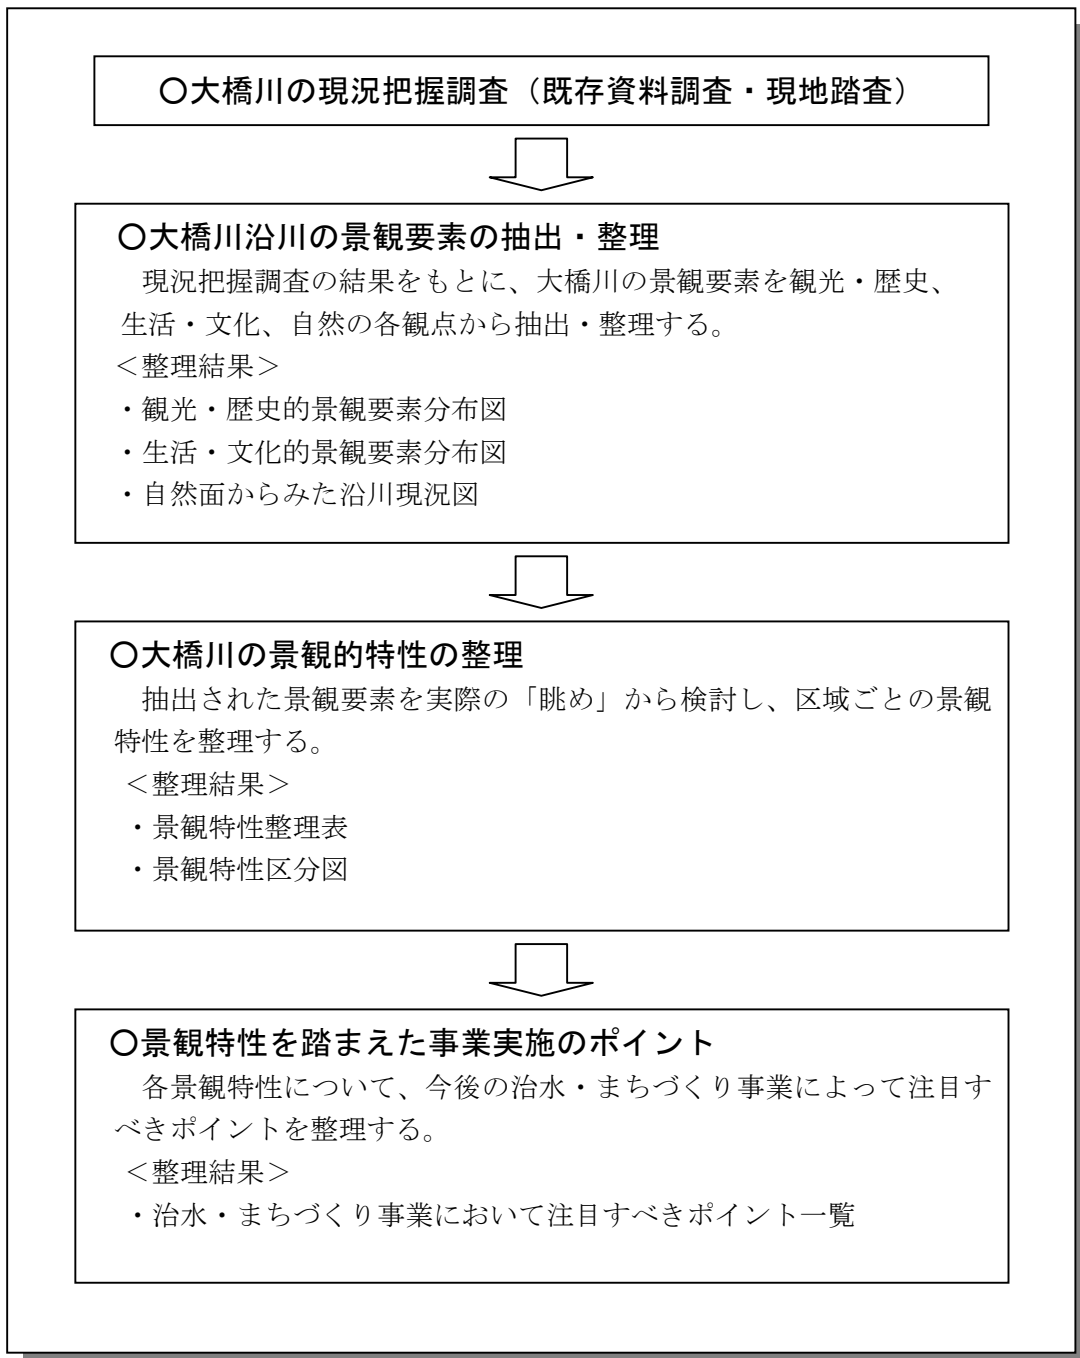 〇大橋川の現況把握調査（既存資料調査・現地踏査）
〇大橋川沿川の景観要素の抽出・整理
現況把握調査の結果をもとに、大橋川の景観要素を観光・歴史、
生活・文化、自然の各観点から抽出・整理する。
＜整理結果＞
・観光・歴史的景観要素分布図
・生活・文化的景観要素分布図
・自然面からみた沿川現況図
〇大橋川の景観的特性の整理
抽出された景観要素を実際の「眺め」から検討し、区域ごとの景観
特性を整理する。
＜整理結果＞
・景観特性整理表
・景観特性区分図
〇景観特性を踏まえた事業実施のポイント
各景観特性について、今後の治水・まちづくり事業によって注目す
べきポイントを整理する。
＜整理結果＞
・治水・まちづくり事業において注目すべきポイント一覧